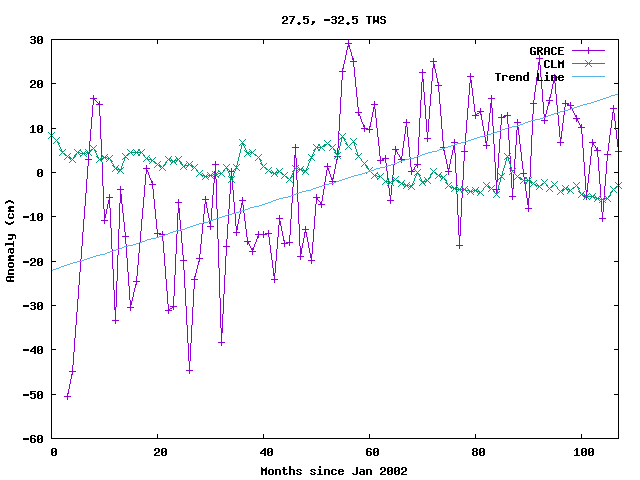 27.5, -32.5 TWS
GRACE
CLM
Trend Line
30
20
10
0
-10
-20
-30
-40
-50
-60
Anomaly (cm)
0 20 40 60 80 100
Months since Jan 2002